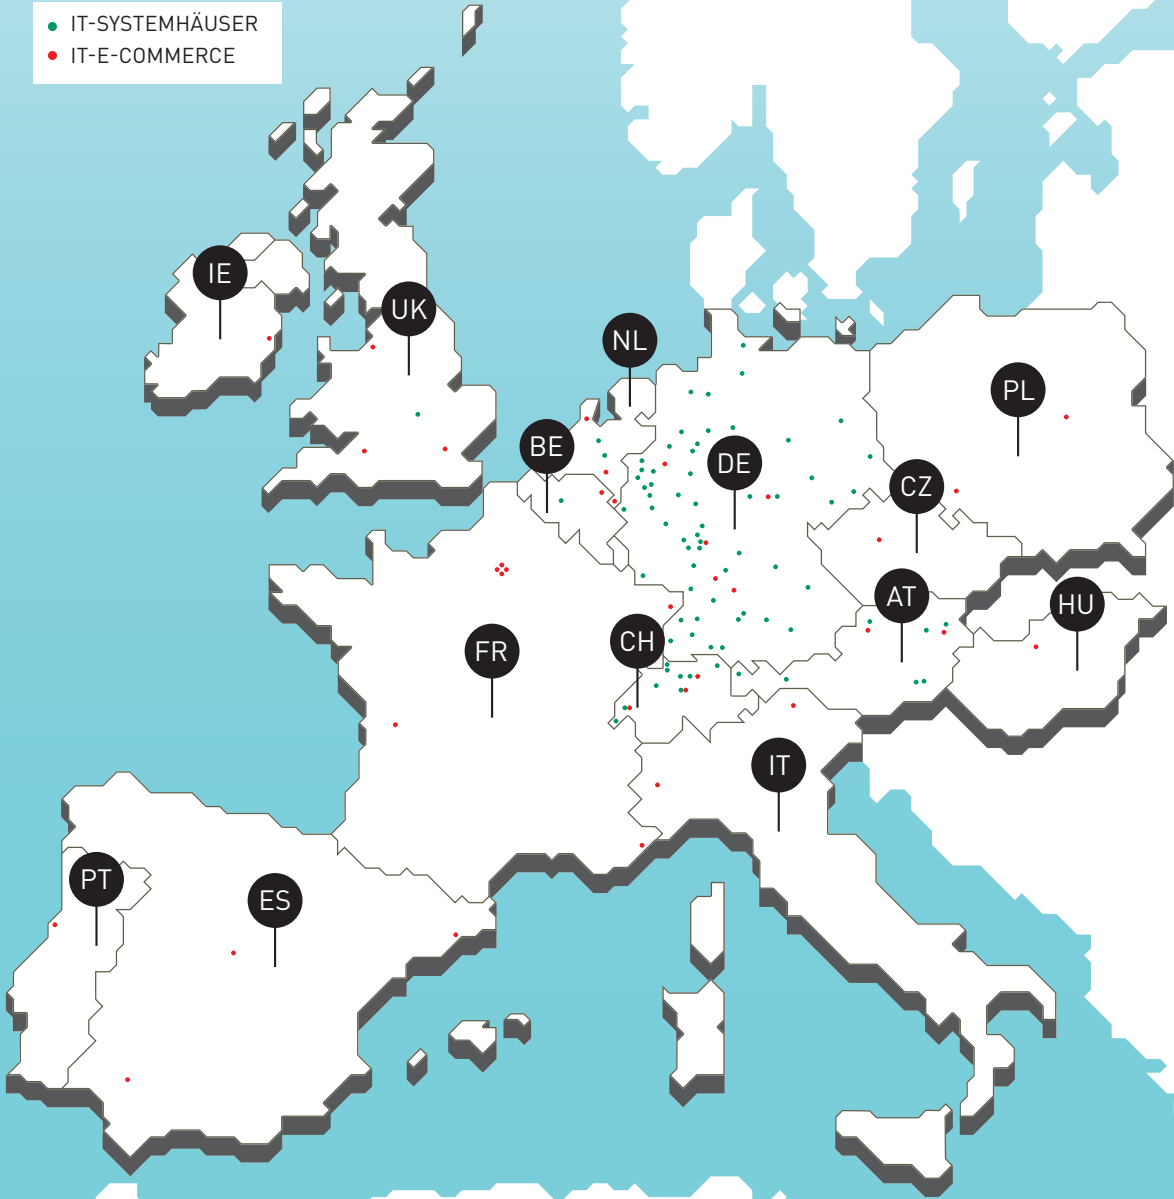 IT-SYSTEMHÄUSER
IT-E-COMMERCE
IE
UK
NL
PL
BE
DE
CZ
AT
HU
CH
FR
IT
PT
ES